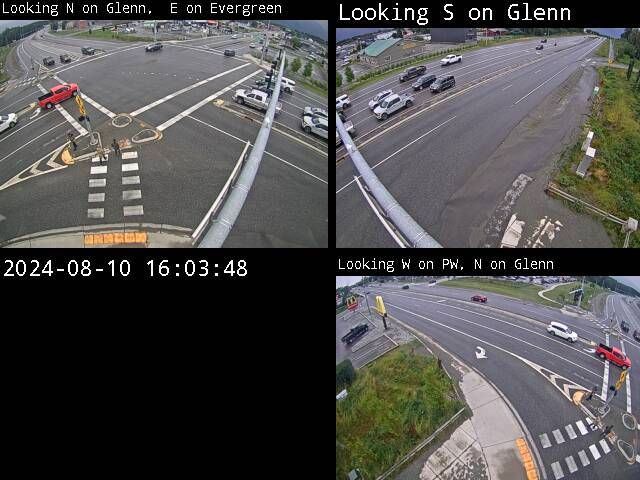 Looking N on Glenn,  E on Evergreen
Looking S on Glenn
2024-08-10 16:03:48
Looking W on PW, N on Glenn